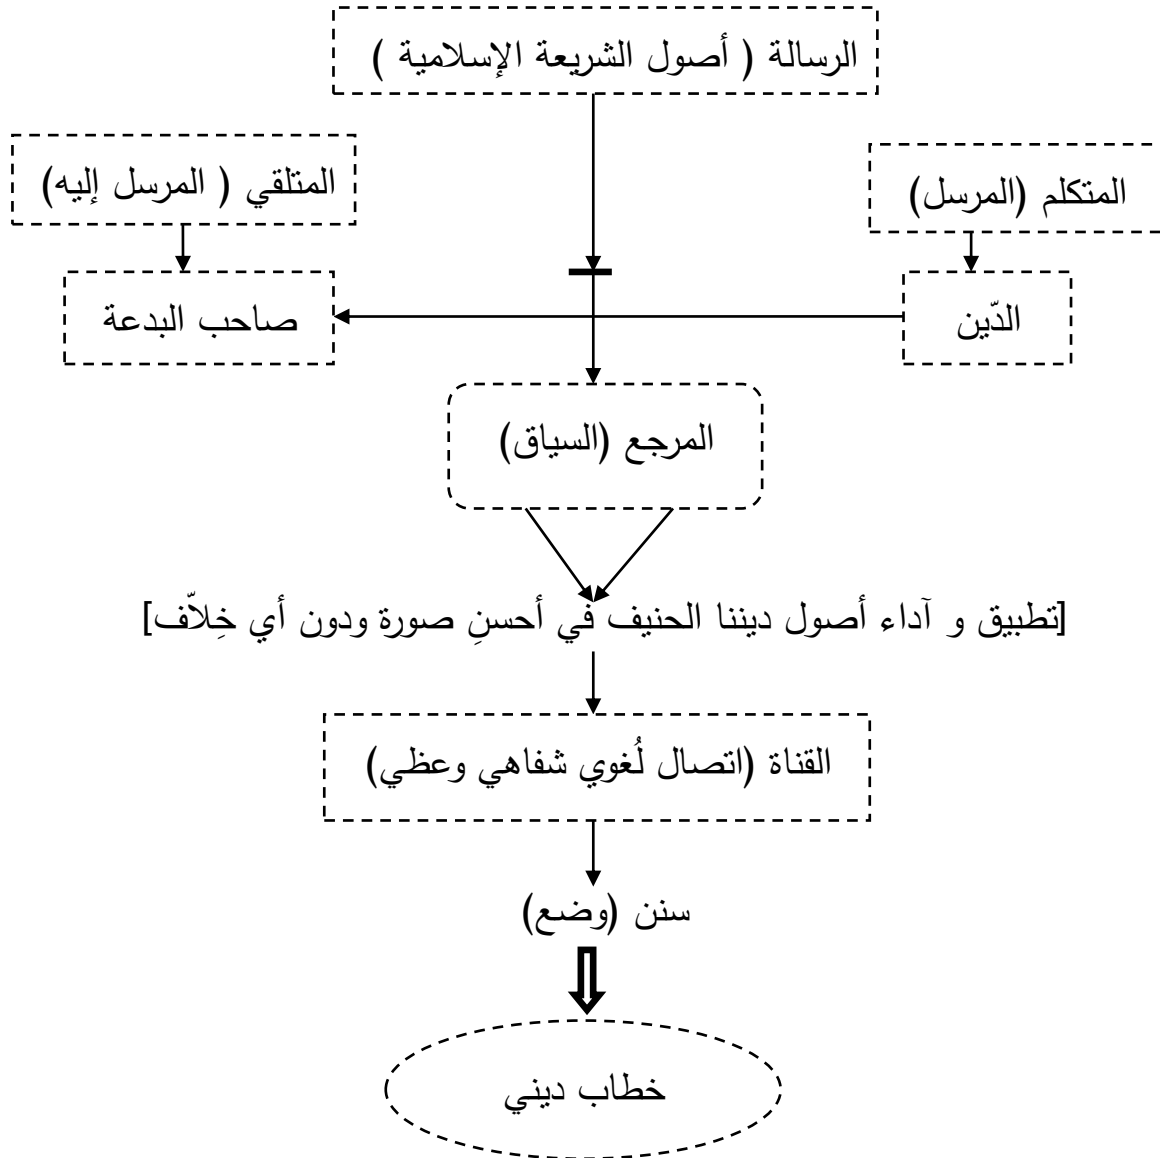 الرسالة ( أصول الشريعة الإسلامية )
المتكلم (المرسل)
المتلقي ( المرسل إليه)
الدّين
صاحب البدعة
المرجع (السياق)
[تطبيق و آداء أصول ديننا الحنيف في أحسنِ صورة ودون أي خِلاّف]
القناة (اتصال لُغوي شفاهي وعظي)
سنن (وضع)
خطاب ديني